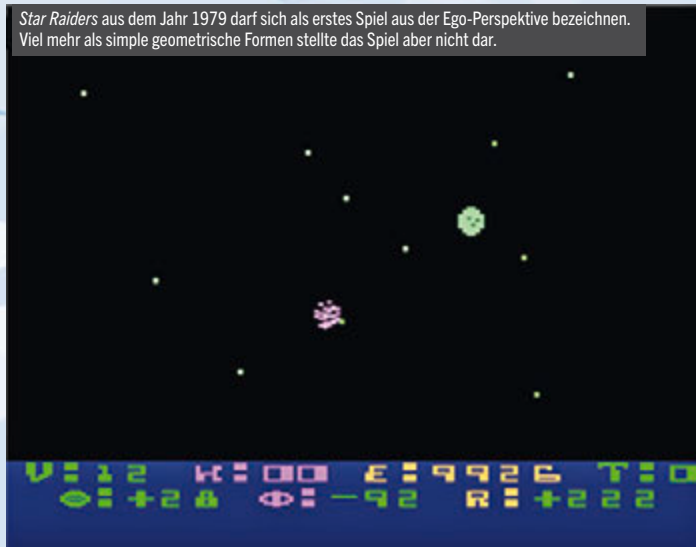 Star Raiders aus dem Jahr 1979 darf sich als erstes Spiel aus der Ego-Perspektive bezeichnen.
Viel mehr als simple geometrische Formen stellte das Spiel aber nicht dar.
V:12 K:00 E:9926 T:0
Θ:+28 Φ:-92 R:+222